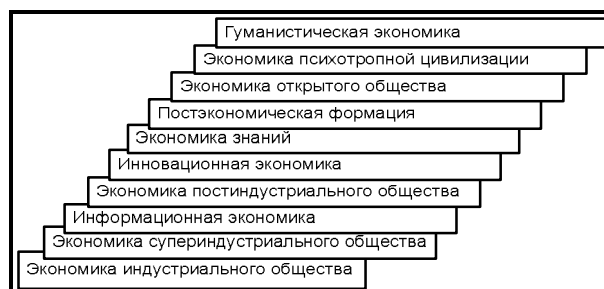 Гуманистическая экономика
Экономика психотропной цивилизации
Экономика открытого общества
Постэкономическая формация
Экономика знаний
Инновационная экономика
Экономика постиндустриального общества
Информационная экономика
Экономика супериндустриального общества
Экономика индустриального общества